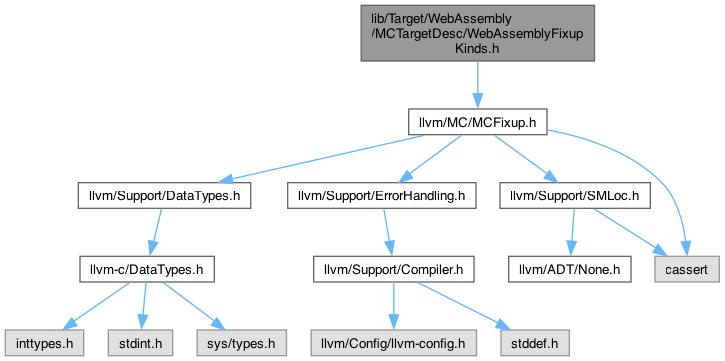 lib/Target/WebAssembly
/MCTargetDesc/WebAssemblyFixup
Kinds.h
llvm/MC/MCFixup.h
llvm/Support/DataTypes.h
llvm/Support/ErrorHandling.h
llvm/Support/SMLoc.h
llvm-c/DataTypes.h
llvm/Support/Compiler.h
llvm/ADT/None.h
cassert
inttypes.h
stdint.h
sys/types.h
llvm/Config/llvm-config.h
stddef.h